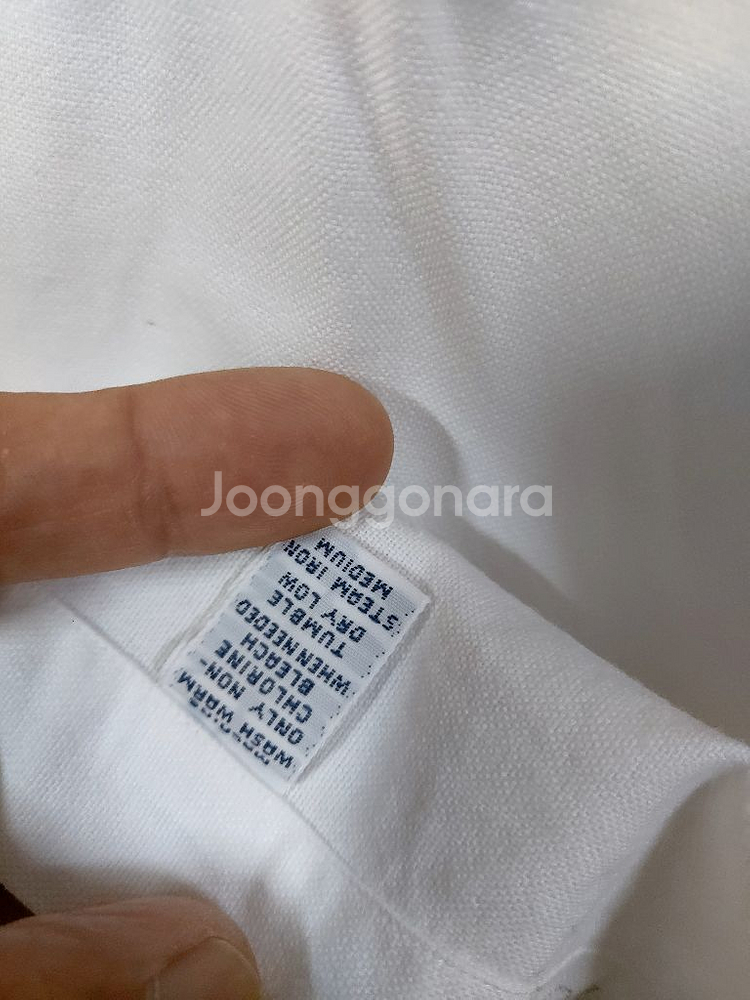 Joonggonara
WASH WARM
ONLY NON-
CHLORINE
BLEACH
WHEN NEEDED
TUMBLE
DRY LOW
STEAM IRON
MEDIUM